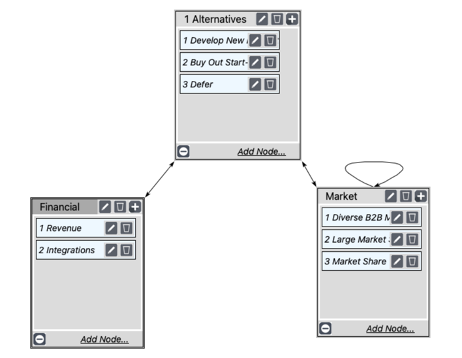 1 Alternatives
1 Develop New
2 Buy Out Start-
3 Defer
Add Node...
Financial
1 Revenue
2 Integrations
Add Node...
Market
1 Diverse B2B
2 Large Market
3 Market Share
Add Node...